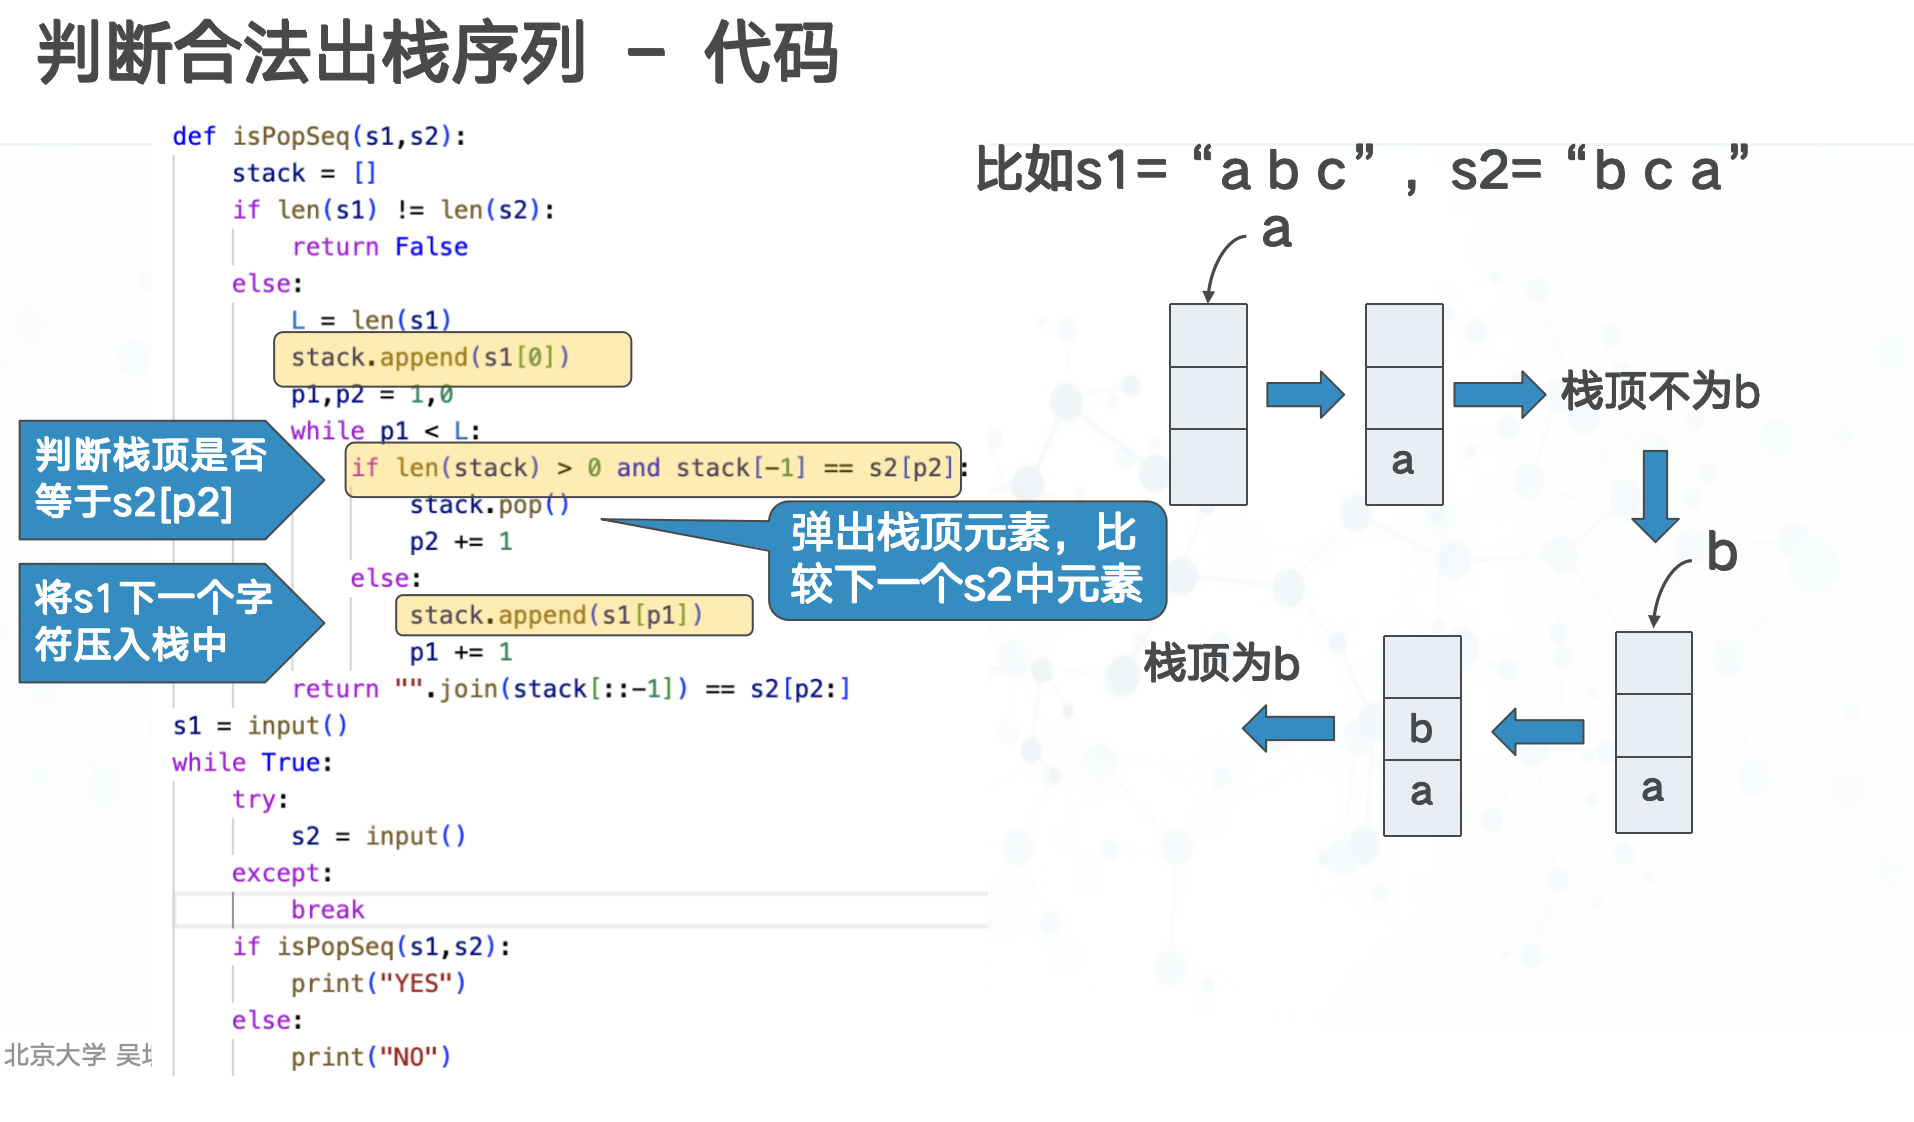 判断合法出栈序列 - 代码
def isPopSeq(s1,s2):
stack = []
if len(s1) != len(s2):
return False
else:
L = len(s1)
stack.append(s1[0])
p1,p2 = 1,0
while p1 < L:
if len(stack) > 0 and stack[-1] == s2[p2]:
stack.pop()
p2 += 1
else:
stack.append(s1[p1])
p1 += 1
return "".join(stack[::-1]) == s2[p2:]
s1 = input()
while True:
try:
s2 = input()
except:
break
if isPopSeq(s1,s2):
print("YES")
else:
print("NO")
判断栈顶是否
等于s2[p2]
将s1下一个字
符压入栈中
弹出栈顶元素，比
较下一个s2中元素
比如s1=“a b c”，s2=“b c a”
a
a
栈顶不为b
b
a
b
a
栈顶为b
北京大学 吴